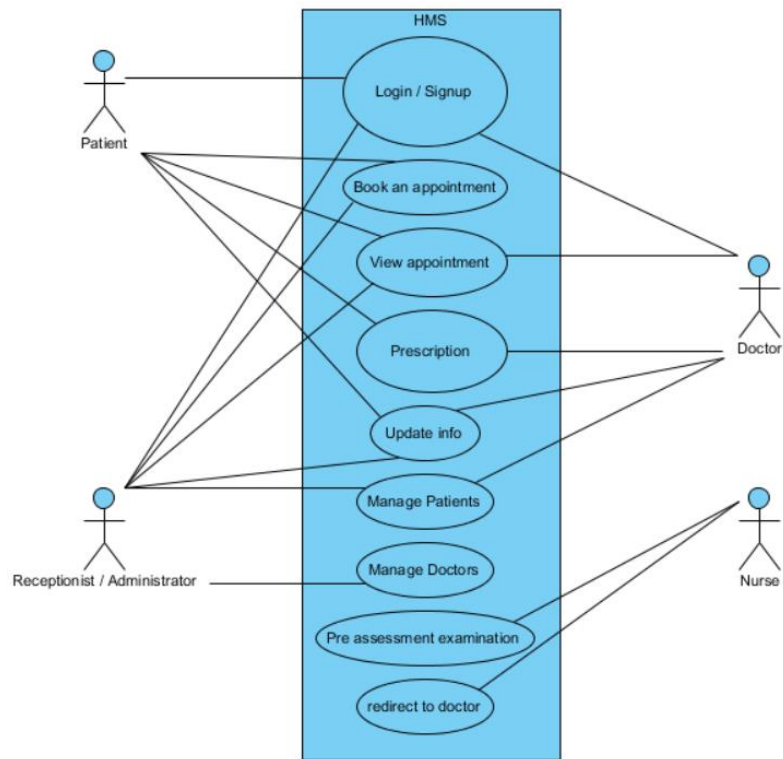 HMS
Login / Signup
Patient
Book an appointment
View appointment
Prescription
Doctor
Update info
Manage Patients
Manage Doctors
Receptionist / Administrator
Nurse
Pre assessment examination
redirect to doctor